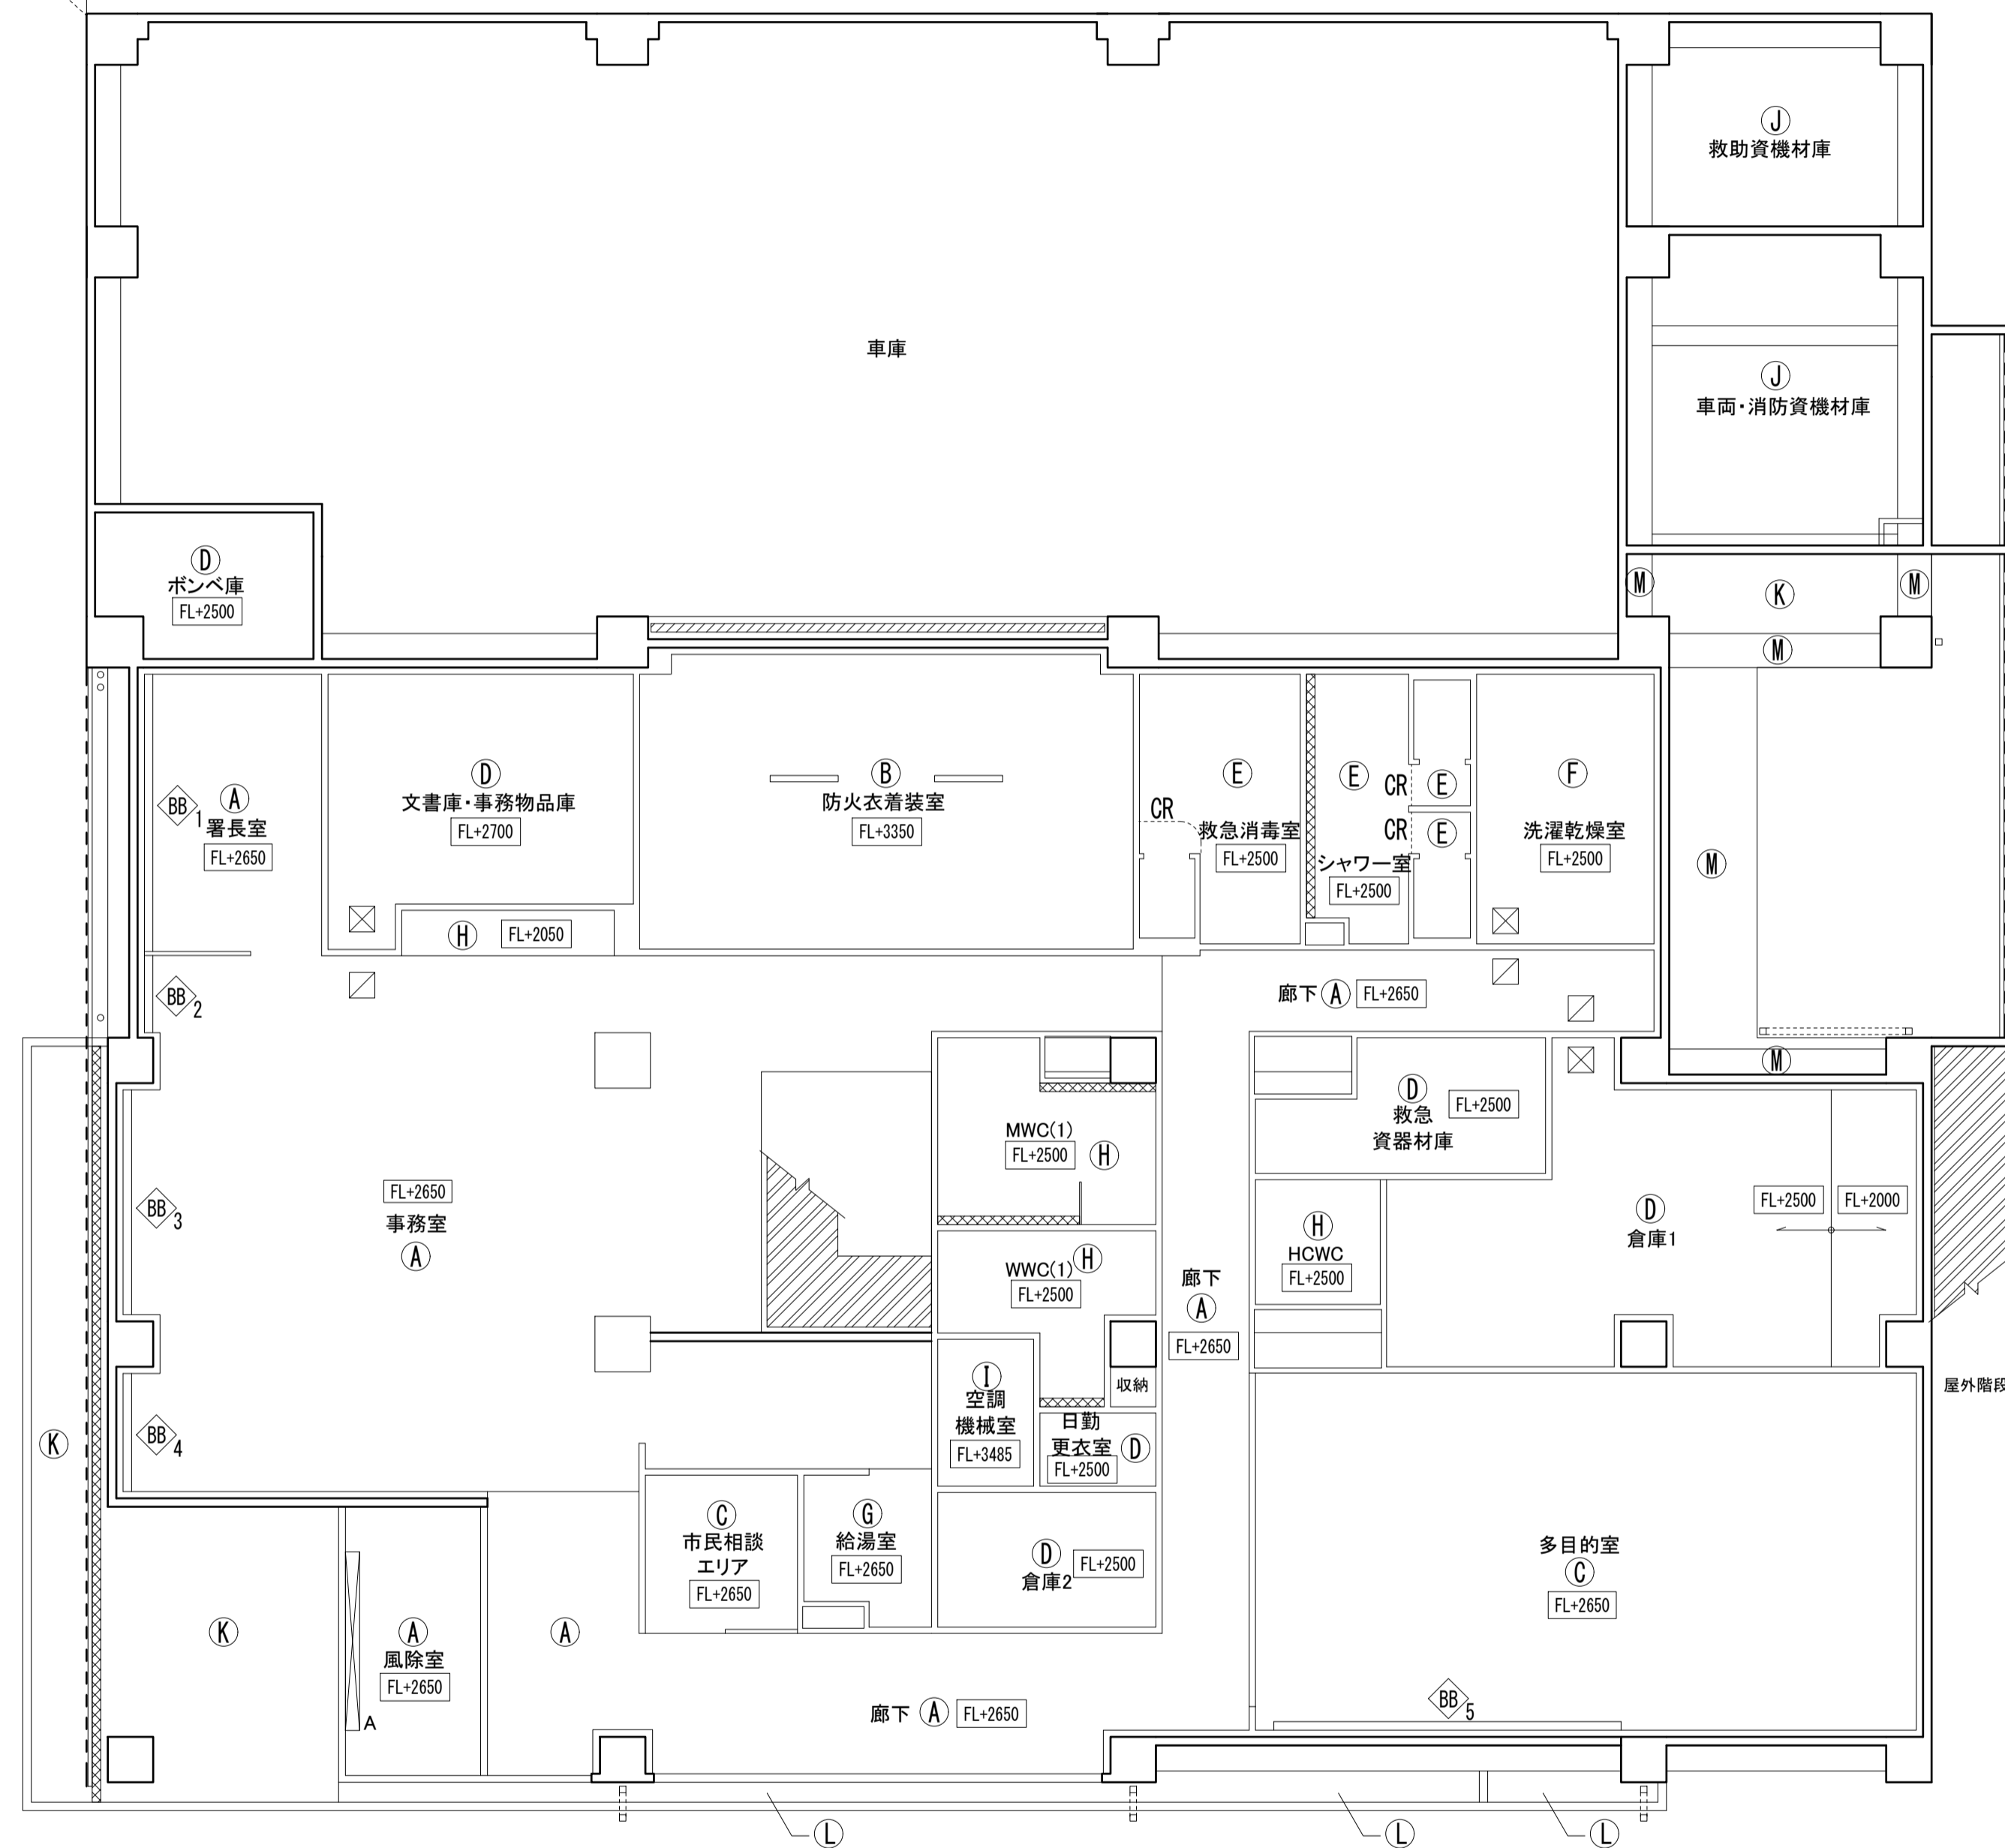 J
救助資機材庫
車庫
J
車両・消防資機材庫
D
ボンベ庫
FL+2500
M
K
M
M
BB
1
A
署長室
FL+2650
D
文書庫・事務物品庫
FL+2700
B
防火衣着装室
FL+3350
CR
E
救急消毒室
FL+2500
E
シャワー室
FL+2500
CR
E
CR
E
F
洗濯乾燥室
FL+2500
M
H
FL+2050
BB
2
廊下
A
FL+2650
M
MWC(1)
FL+2500
H
D
救急
資器材庫
FL+2500
BB
3
FL+2650
事務室
A
WWC(1)
H
FL+2500
廊下
A
FL+2650
H
HCWC
FL+2500
D
倉庫1
FL+2500
FL+2000
収納
屋外階段
K
BB
4
I
空調
機械室
FL+3485
日勤
更衣室
D
FL+2500
C
市民相談
エリア
FL+2650
G
給湯室
FL+2650
D
倉庫2
FL+2500
多目的室
C
FL+2650
K
A
風除室
FL+2650
A
A
廊下
A
FL+2650
BB
5
L
L
L